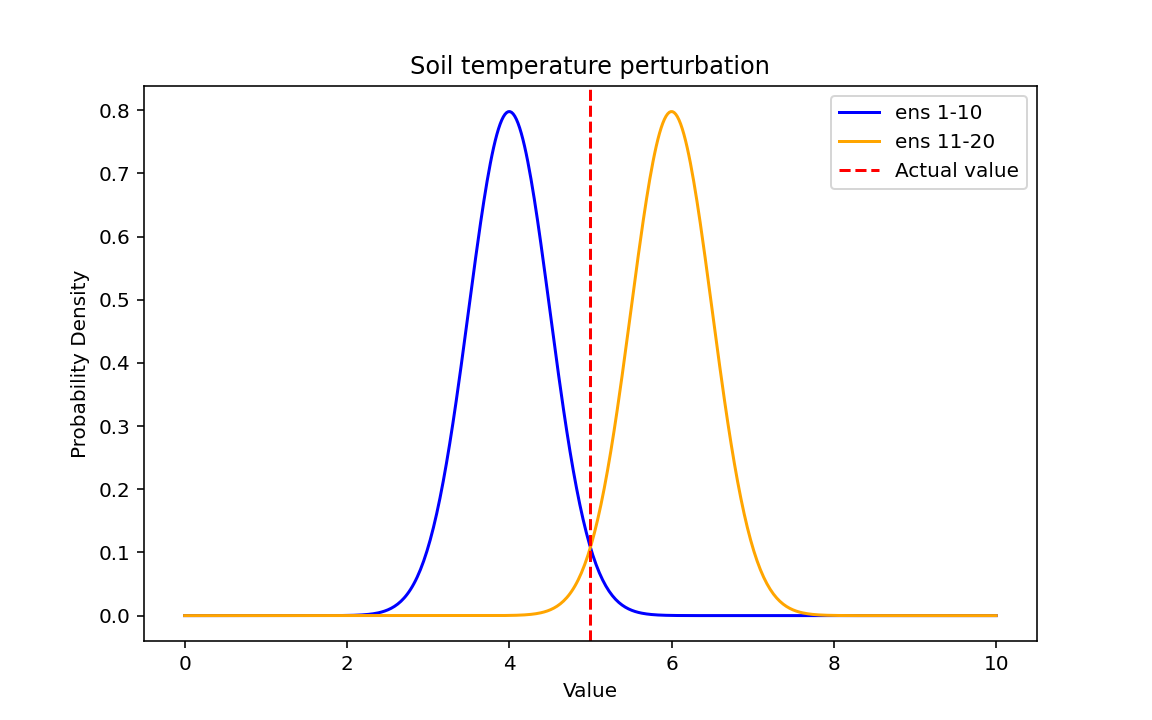 Soil temperature perturbation
ens 1-10
ens 11-20
Actual value
Probability Density
0.8
0.7
0.6
0.5
0.4
0.3
0.2
0.1
0.0
0 2 4 6 8 10
Value